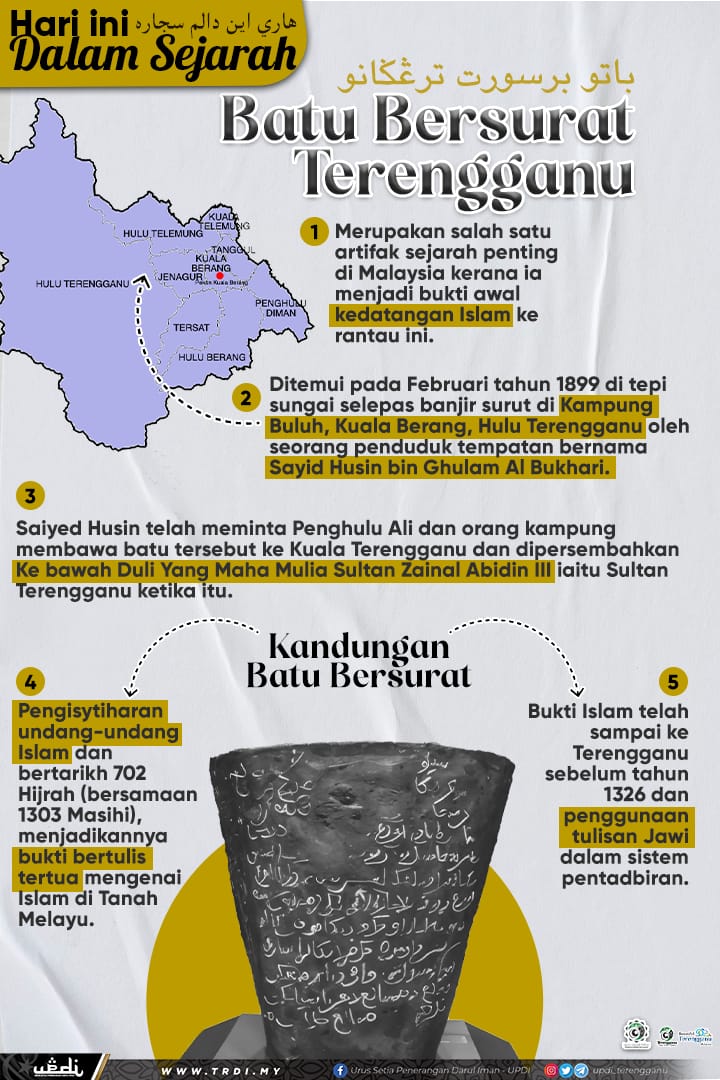 Hari ini هاري اين دالم سجاره
Dalam Sejarah
باتو برسورت ترڠڬانو
Batu Bersurat
Terengganu
KUALA
TELEMUNG
HULU TELEMUNG
TANGGUL
KUALA
BERANG
JENAGUR
Pekan Kuala Berang
HULU TERENGGANU
PENGHULU
DIMAN
TERSAT
HULU BERANG
1
Merupakan salah satu
artifak sejarah penting
di Malaysia kerana ia
menjadi bukti awal
kedatangan Islam ke
rantau ini.
2
Ditemui pada Februari tahun 1899 di tepi
sungai selepas banjir surut di Kampung
Buluh, Kuala Berang, Hulu Terengganu oleh
seorang penduduk tempatan bernama
Sayid Husin bin Ghulam Al Bukhari.
3
Saiyed Husin telah meminta Penghulu Ali dan orang kampung
membawa batu tersebut ke Kuala Terengganu dan dipersembahkan
Ke bawah Duli Yang Maha Mulia Sultan Zainal Abidin III iaitu Sultan
Terengganu ketika itu.
Kandungan
Batu Bersurat
4
Pengisytiharan
undang-undang
Islam dan
bertarikh 702
Hijrah (bersamaan
1303 Masihi),
menjadikannya
bukti bertulis
tertua mengenai
Islam di Tanah
Melayu.
5
Bukti Islam telah
sampai ke
Terengganu
sebelum tahun
1326 dan
penggunaan
tulisan Jawi
dalam sistem
pentadbiran.
updi
WWW.TRDI.MY
Urus Setia Penerangan Darul Iman - UPDI
updi_terengganu
Terengganu